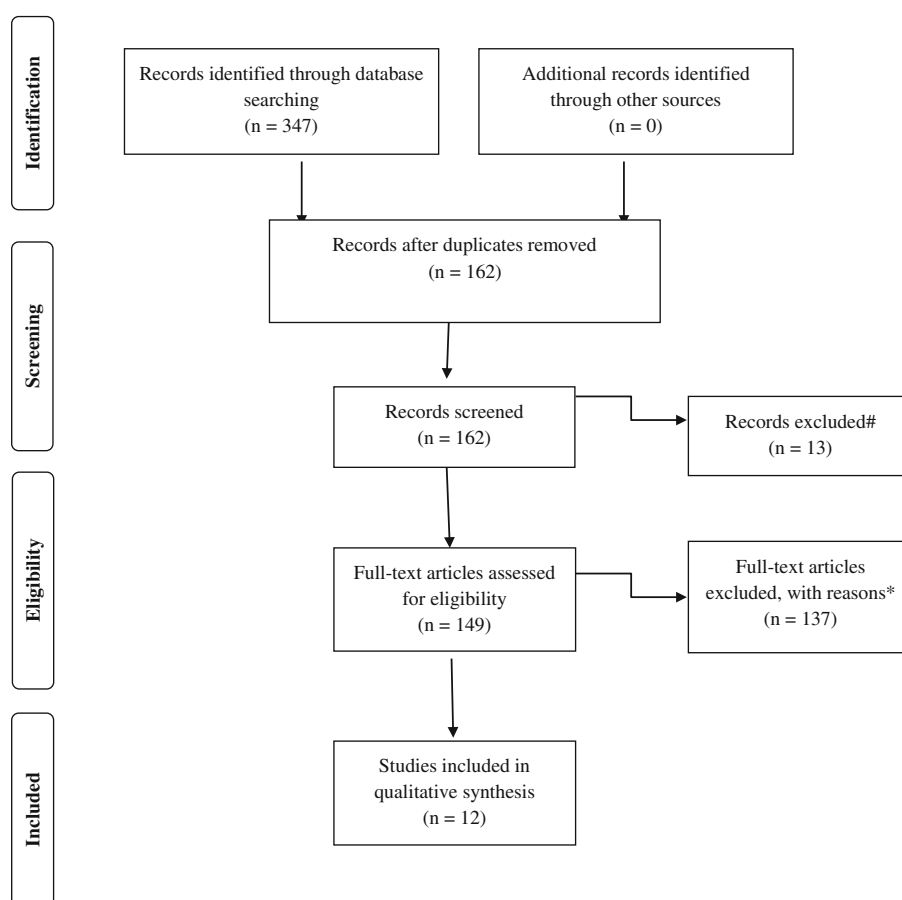 Identification
Records identified through database
searching
(n = 347)
Additional records identified
through other sources
(n = 0)
Records after duplicates removed
(n = 162)
Screening
Records screened
(n = 162)
Records excluded#
(n = 13)
Eligibility
Full-text articles assessed
for eligibility
(n = 149)
Full-text articles
excluded, with reasons*
(n = 137)
Included
Studies included in
qualitative synthesis
(n = 12)